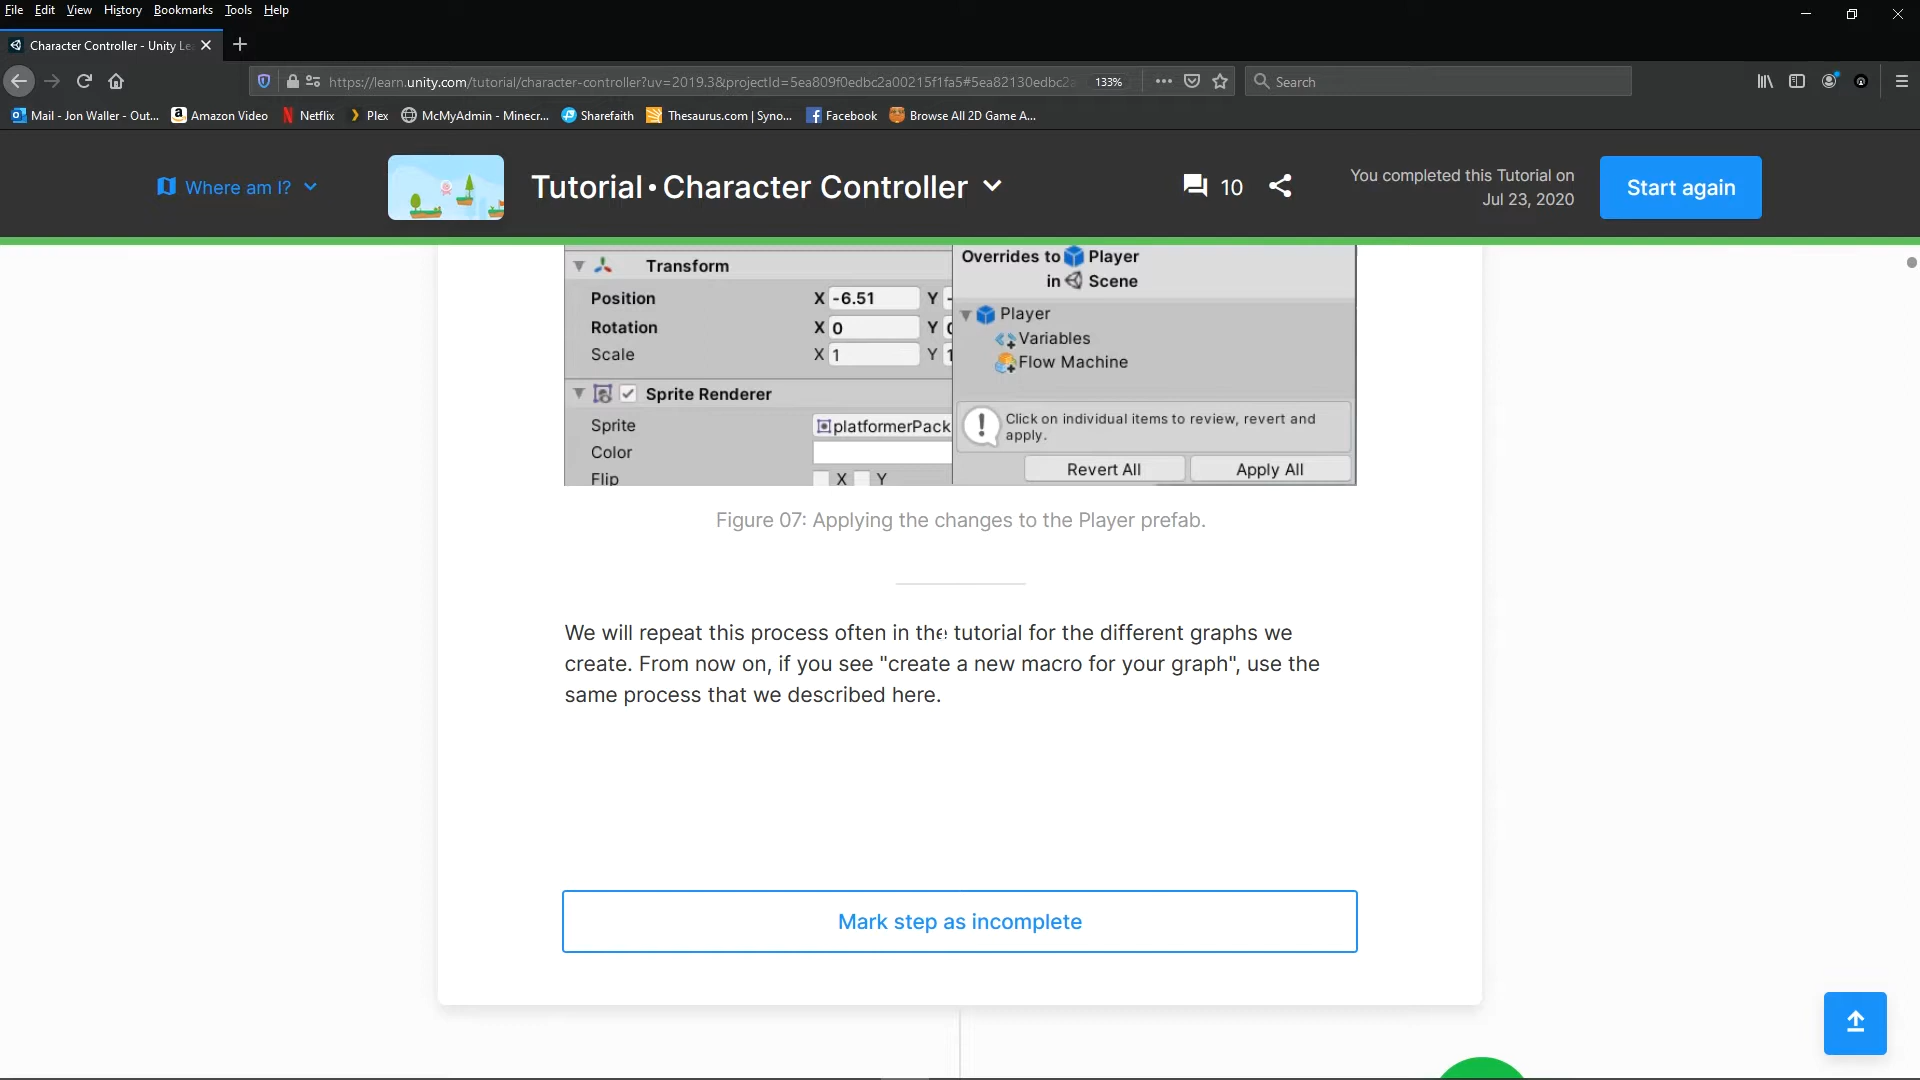 File Edit View History Bookmarks Tools Help
Character Controller - Unity Le
https://learn.unity.com/tutorial/character-controller?uv=2019.3&projectId=5ea809f0edbc2a00215f1fa5#5ea82130edbc2a
133%
Search
Mail - Jon Waller - Out... Amazon Video Netflix Plex McMyAdmin - Minecr... Sharefaith Thesaurus.com | Syno... Facebook Browse All 2D Game A...
Where am I?
Tutorial • Character Controller
10
You completed this Tutorial on
Jul 23, 2020
Start again
Transform
Position X -6.51 Y -
Rotation X 0 Y 0
Scale X 1 Y 1
Sprite Renderer
Sprite platformerPack
Color
Flip X Y
Overrides to Player
in Scene
Player
Variables
Flow Machine
Click on individual items to review, revert and
apply.
Revert All Apply All
Figure 07: Applying the changes to the Player prefab.
We will repeat this process often in the tutorial for the different graphs we
create. From now on, if you see "create a new macro for your graph", use the
same process that we described here.
Mark step as incomplete